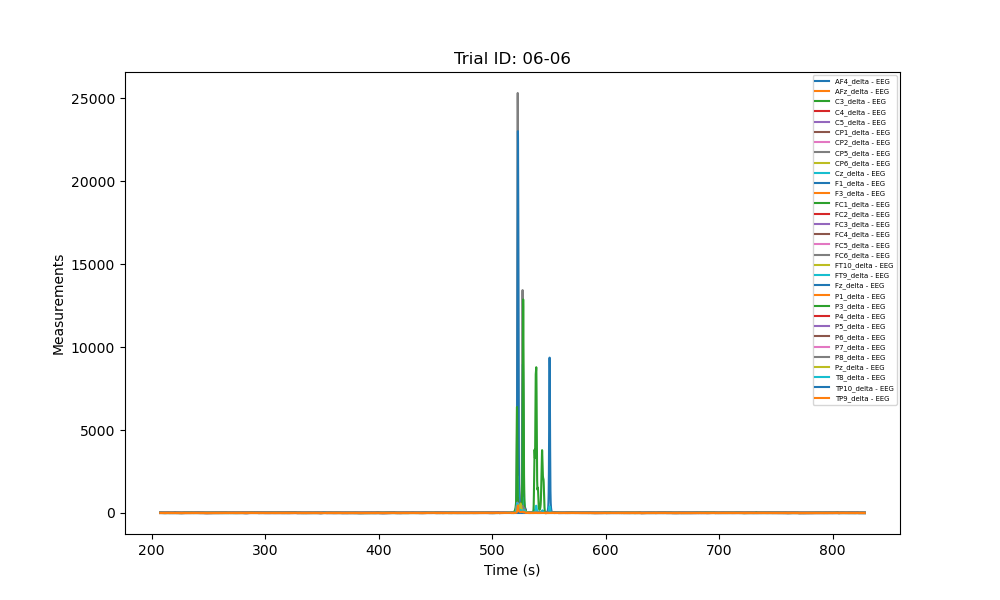 Trial ID: 06-06
Measurements
25000
20000
15000
10000
5000
0
200
300
400
500
600
700
800
Time (s)
AF4_delta - EEG
AFz_delta - EEG
C3_delta - EEG
C4_delta - EEG
C5_delta - EEG
CP1_delta - EEG
CP2_delta - EEG
CP5_delta - EEG
CP6_delta - EEG
Cz_delta - EEG
F1_delta - EEG
F3_delta - EEG
FC1_delta - EEG
FC2_delta - EEG
FC3_delta - EEG
FC4_delta - EEG
FC5_delta - EEG
FC6_delta - EEG
FT10_delta - EEG
FT9_delta - EEG
Fz_delta - EEG
P1_delta - EEG
P3_delta - EEG
P4_delta - EEG
P5_delta - EEG
P6_delta - EEG
P7_delta - EEG
P8_delta - EEG
Pz_delta - EEG
T8_delta - EEG
TP10_delta - EEG
TP9_delta - EEG